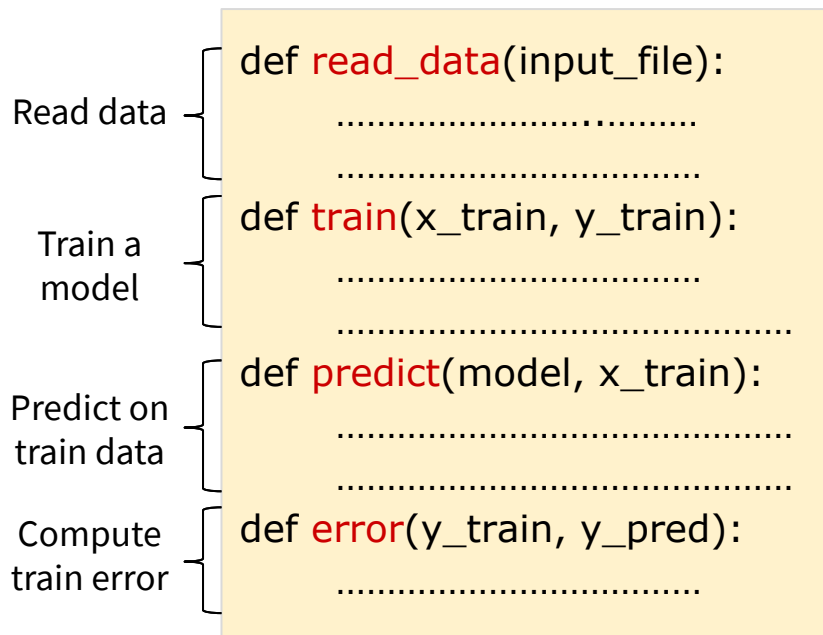 Read data
def read_data(input_file):
....................................
....................................
Train a
model
def train(x_train, y_train):
....................................
.............................................
Predict on
train data
def predict(model, x_train):
.............................................
.............................................
Compute
train error
def error(y_train, y_pred):
....................................